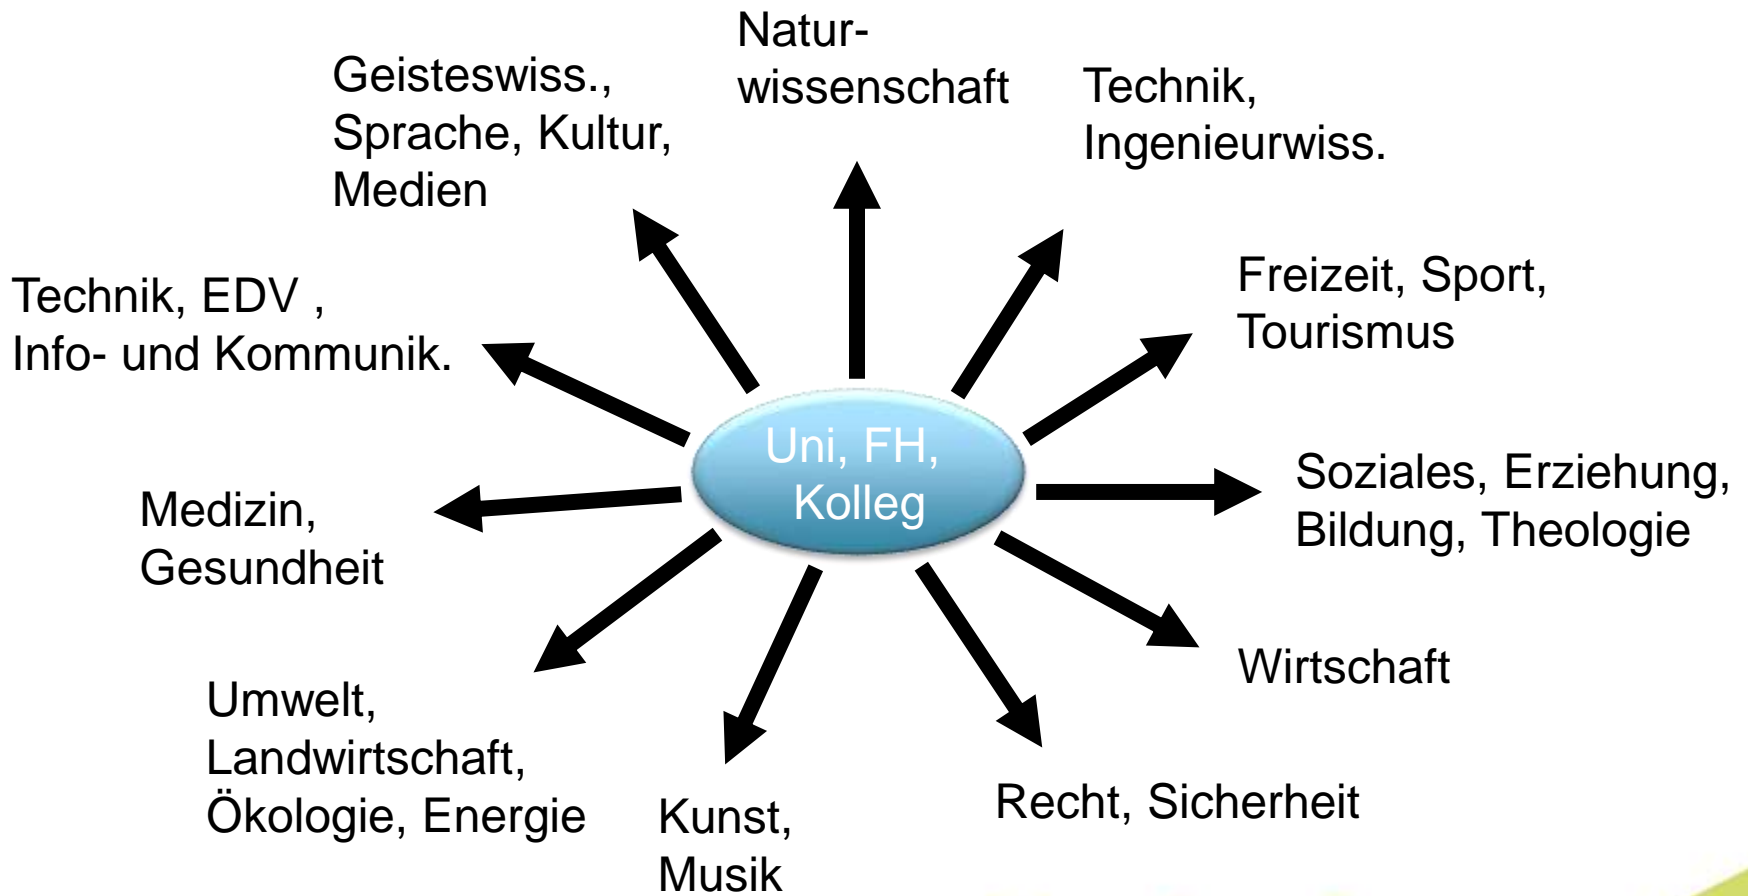 Natur-
wissenschaft
Geisteswiss.,
Sprache, Kultur,
Medien
Technik,
Ingenieurwiss.
Technik, EDV ,
Info- und Kommunik.
Freizeit, Sport,
Tourismus
Uni, FH,
Kolleg
Medizin,
Gesundheit
Soziales, Erziehung,
Bildung, Theologie
Umwelt,
Landwirtschaft,
Ökologie, Energie
Kunst,
Musik
Recht, Sicherheit
Wirtschaft